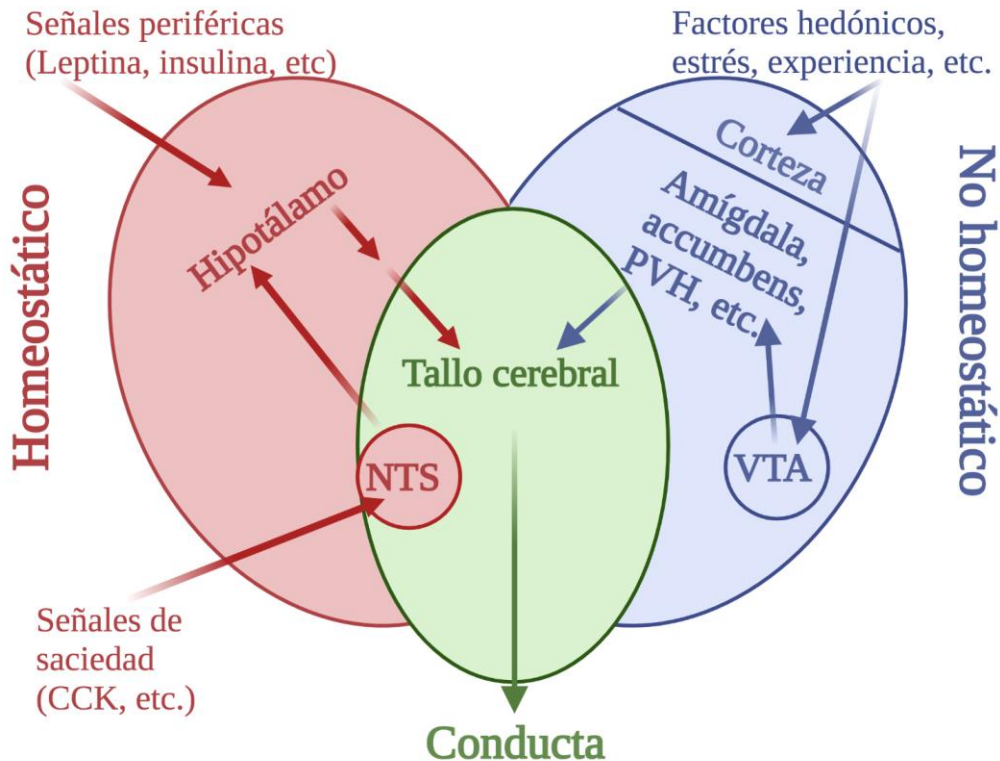 Señales periféricas
(Leptina, insulina, etc)
Factores hedónicos,
estrés, experiencia, etc.
Homeostático
No homeostático
Hipotálamo
Corteza
Amígdala,
accumbens,
PVH, etc.
Tallo cerebral
NTS
VTA
Señales de
saciedad
(CCK, etc.)
Conducta